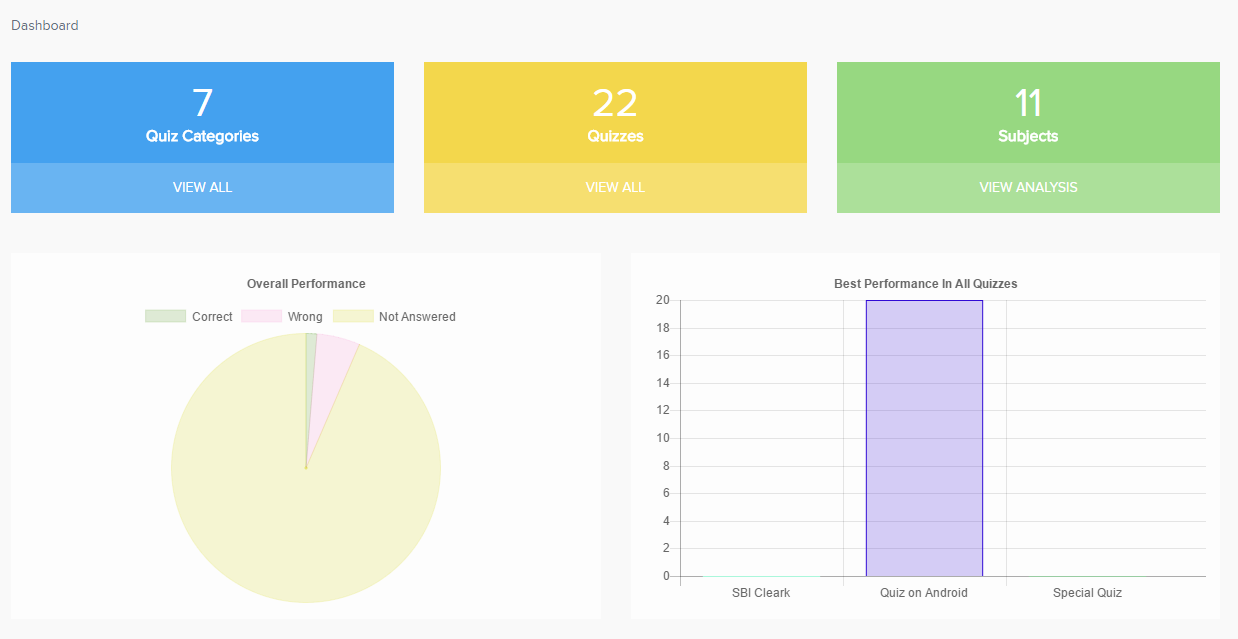 Dashboard
7
Quiz Categories
VIEW ALL
22
Quizzes
VIEW ALL
11
Subjects
VIEW ANALYSIS
Overall Performance
Correct Wrong Not Answered
Best Performance In All Quizzes
20
18
16
14
12
10
8
6
4
2
0
SBI Cleark Quiz on Android Special Quiz